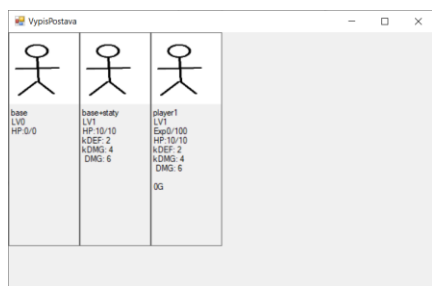 VypisPostava
base
LV0
HP:0/0
base+staty
LV1
HP:10/10
kDEF: 2
kDMG: 4
DMG: 6
player1
LV1
Exp0/100
HP:10/10
kDEF: 2
kDMG: 4
DMG: 6
0G